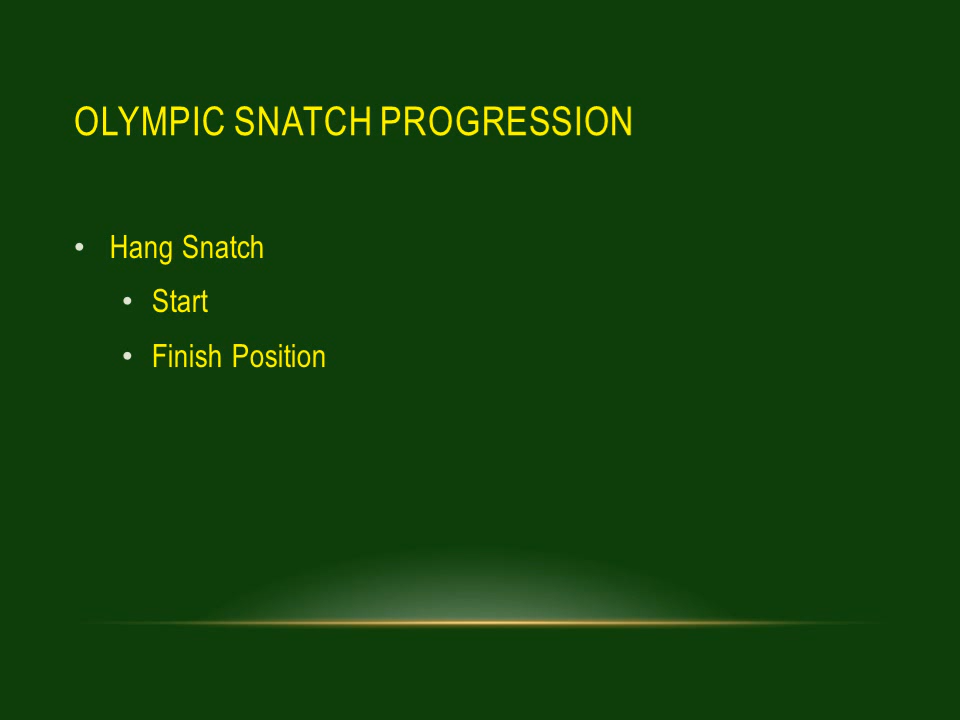 OLYMPIC SNATCH PROGRESSION
• Hang Snatch
• Start
• Finish Position